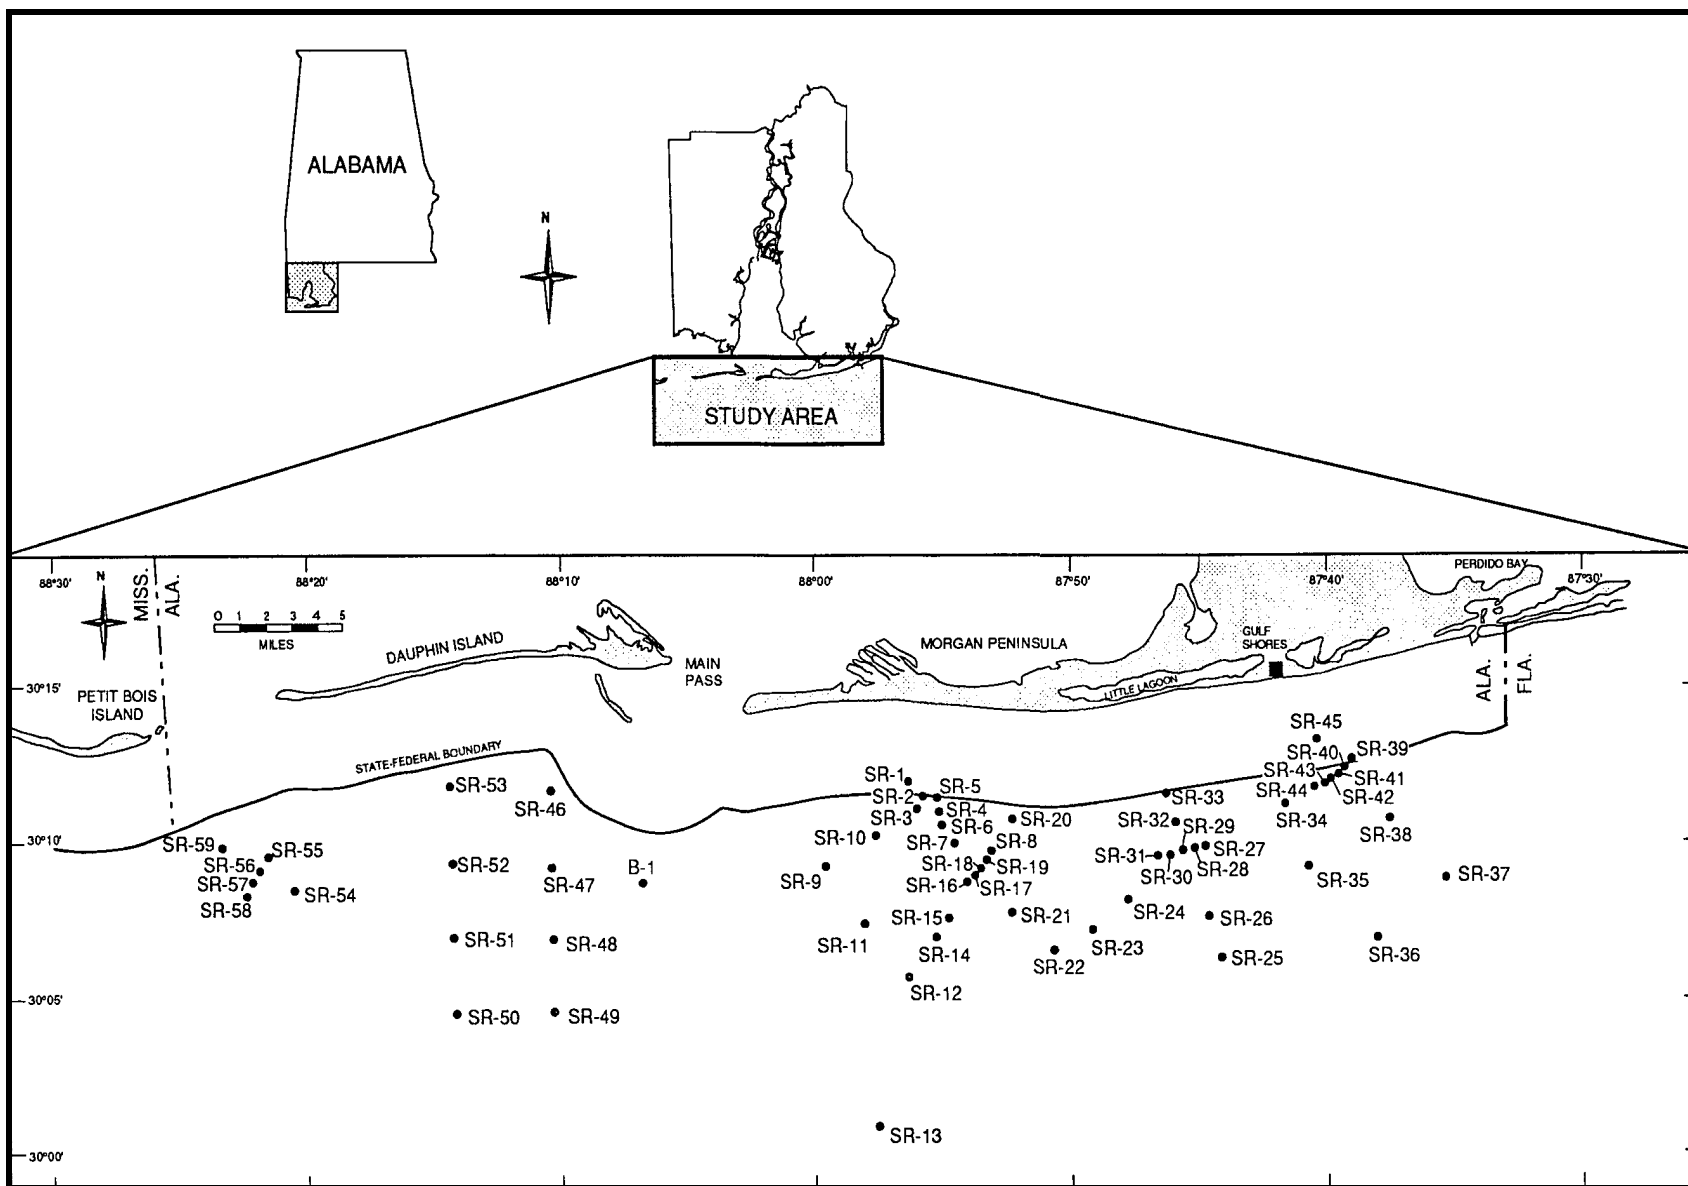 ALABAMA
N
STUDY AREA
88°30'
88°20'
88°10'
88°00'
87°50'
87°40'
87°30'
N
MISS.
ALA.
0 1 2 3 4 5
MILES
PERDIDO BAY
DAUPHIN ISLAND
MAIN
PASS
MORGAN PENINSULA
GULF
SHORES
LITTLE LAGOON
ALA.
FLA.
30°15'
PETIT BOIS
ISLAND
STATE-FEDERAL BOUNDARY
SR-45
SR-40
SR-39
SR-43
SR-41
SR-44
SR-42
SR-1
SR-5
SR-2
SR-4
SR-3
SR-6
SR-20
SR-53
SR-46
SR-33
SR-32
SR-29
SR-34
SR-38
30°10'
SR-59
SR-55
SR-56
SR-57
SR-54
SR-58
SR-52
SR-47
B-1
SR-10
SR-7
SR-8
SR-18
SR-19
SR-9
SR-16
SR-17
SR-31
SR-27
SR-30
SR-28
SR-35
SR-37
SR-51
SR-48
SR-11
SR-15
SR-21
SR-14
SR-24
SR-26
SR-23
SR-22
SR-25
SR-36
30°05'
SR-12
SR-50
SR-49
SR-13
30°00'